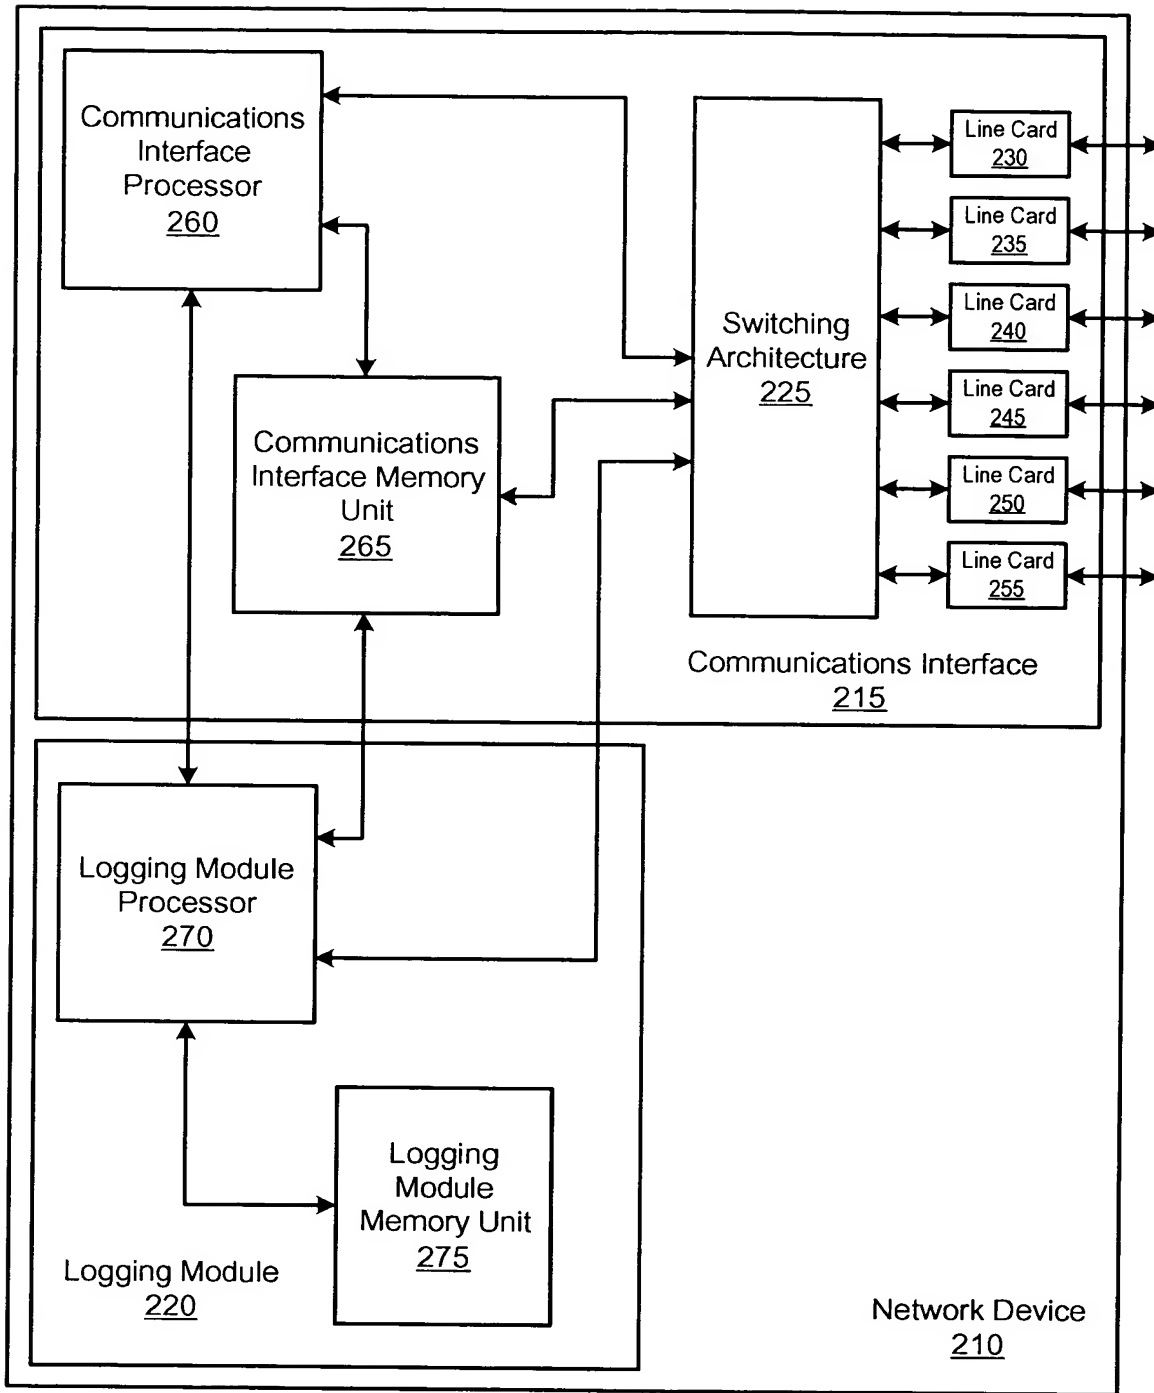 Communications
Interface
Processor
260
Communications
Interface Memory
Unit
265
Switching
Architecture
225
Line Card
230
Line Card
235
Line Card
240
Line Card
245
Line Card
250
Line Card
255
Communications Interface
215
Logging Module
Processor
270
Logging
Module
Memory Unit
275
Logging Module
220
Network Device
210